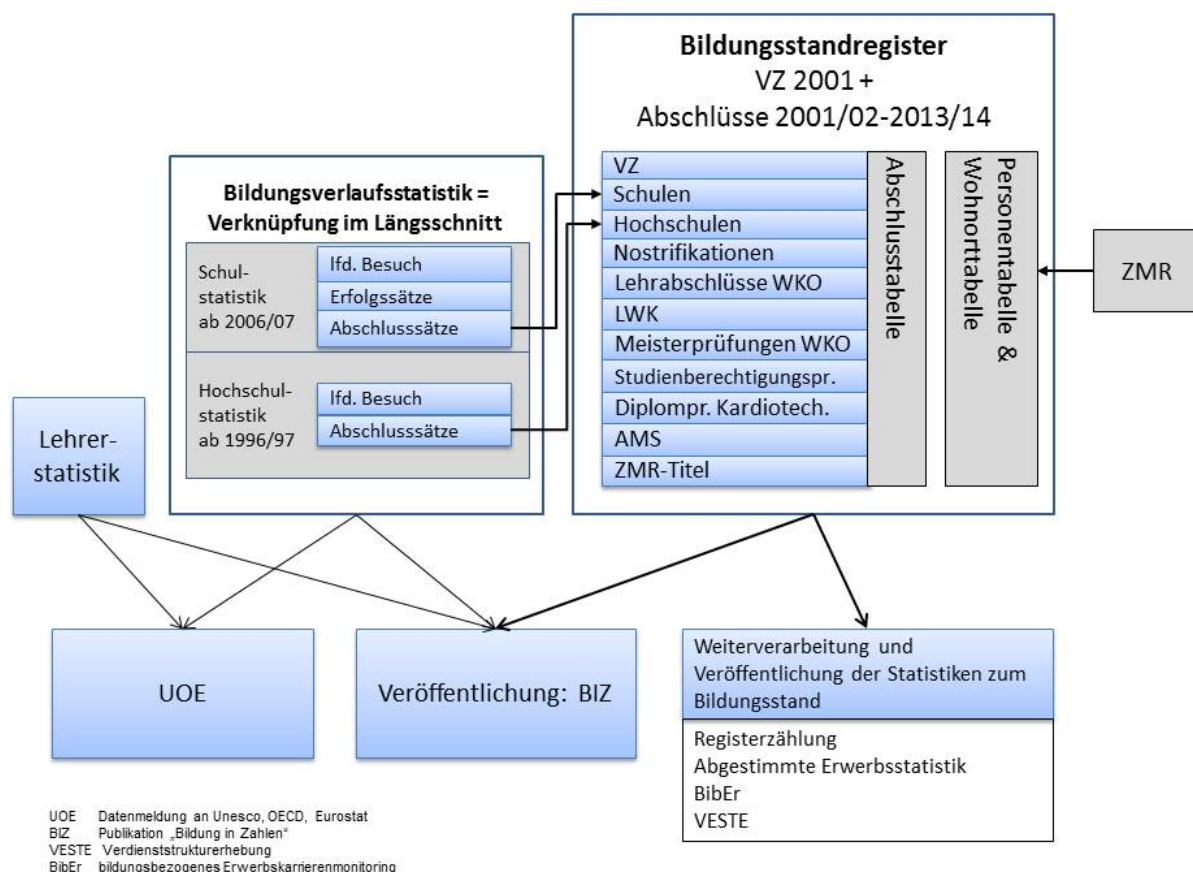 Bildungsstandregister
VZ 2001 +
Abschlüsse 2001/02-2013/14
VZ
Schulen
Hochschulen
Nostrifikationen
Lehrabschlüsse WKO
LWK
Meisterprüfungen WKO
Studienberechtigungspr.
Diplompr. Kardiotech.
AMS
ZMR-Titel
Abschlusstabelle
Personentabelle &
Wohnorttabelle
ZMR
Bildungsverlaufsstatistik =
Verknüpfung im Längsschnitt
Schul-
statistik
ab 2006/07
lfd. Besuch
Erfolgssätze
Abschlusssätze
Hochschul-
statistik
ab 1996/97
lfd. Besuch
Abschlusssätze
Lehrer-
statistik
UOE
Veröffentlichung: BIZ
Weiterverarbeitung und
Veröffentlichung der Statistiken zum
Bildungsstand
Registerzählung
Abgestimmte Erwerbsstatistik
BibEr
VESTE
UOE Datenmeldung an Unesco, OECD, Eurostat
BIZ Publikation „Bildung in Zahlen“
VESTE Verdienststrukturerhebung
BibEr bildungsbezogenes Erwerbskarrierenmonitoring